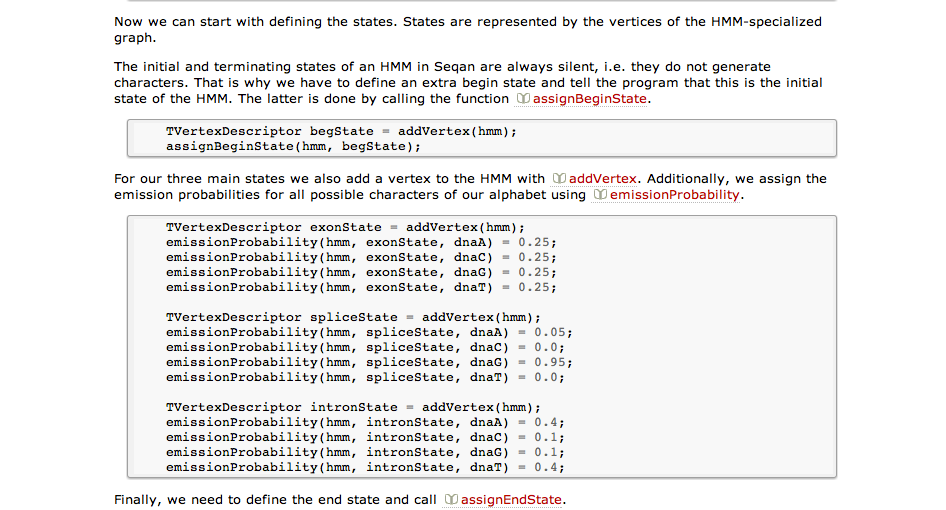 Now we can start with defining the states. States are represented by the vertices of the HMM-specialized
graph.
The initial and terminating states of an HMM in Seqan are always silent, i.e. they do not generate
characters. That is why we have to define an extra begin state and tell the program that this is the initial
state of the HMM. The latter is done by calling the function assignBeginState.
TVertexDescriptor begState = addVertex(hmm);
assignBeginState(hmm, begState);
For our three main states we also add a vertex to the HMM with addVertex. Additionally, we assign the
emission probabilities for all possible characters of our alphabet using emissionProbability.
TVertexDescriptor exonState = addVertex(hmm);
emissionProbability(hmm, exonState, dnaA) = 0.25;
emissionProbability(hmm, exonState, dnaC) = 0.25;
emissionProbability(hmm, exonState, dnaG) = 0.25;
emissionProbability(hmm, exonState, dnaT) = 0.25;
TVertexDescriptor spliceState = addVertex(hmm);
emissionProbability(hmm, spliceState, dnaA) = 0.05;
emissionProbability(hmm, spliceState, dnaC) = 0.0;
emissionProbability(hmm, spliceState, dnaG) = 0.95;
emissionProbability(hmm, spliceState, dnaT) = 0.0;
TVertexDescriptor intronState = addVertex(hmm);
emissionProbability(hmm, intronState, dnaA) = 0.4;
emissionProbability(hmm, intronState, dnaC) = 0.1;
emissionProbability(hmm, intronState, dnaG) = 0.1;
emissionProbability(hmm, intronState, dnaT) = 0.4;
Finally, we need to define the end state and call assignEndState.